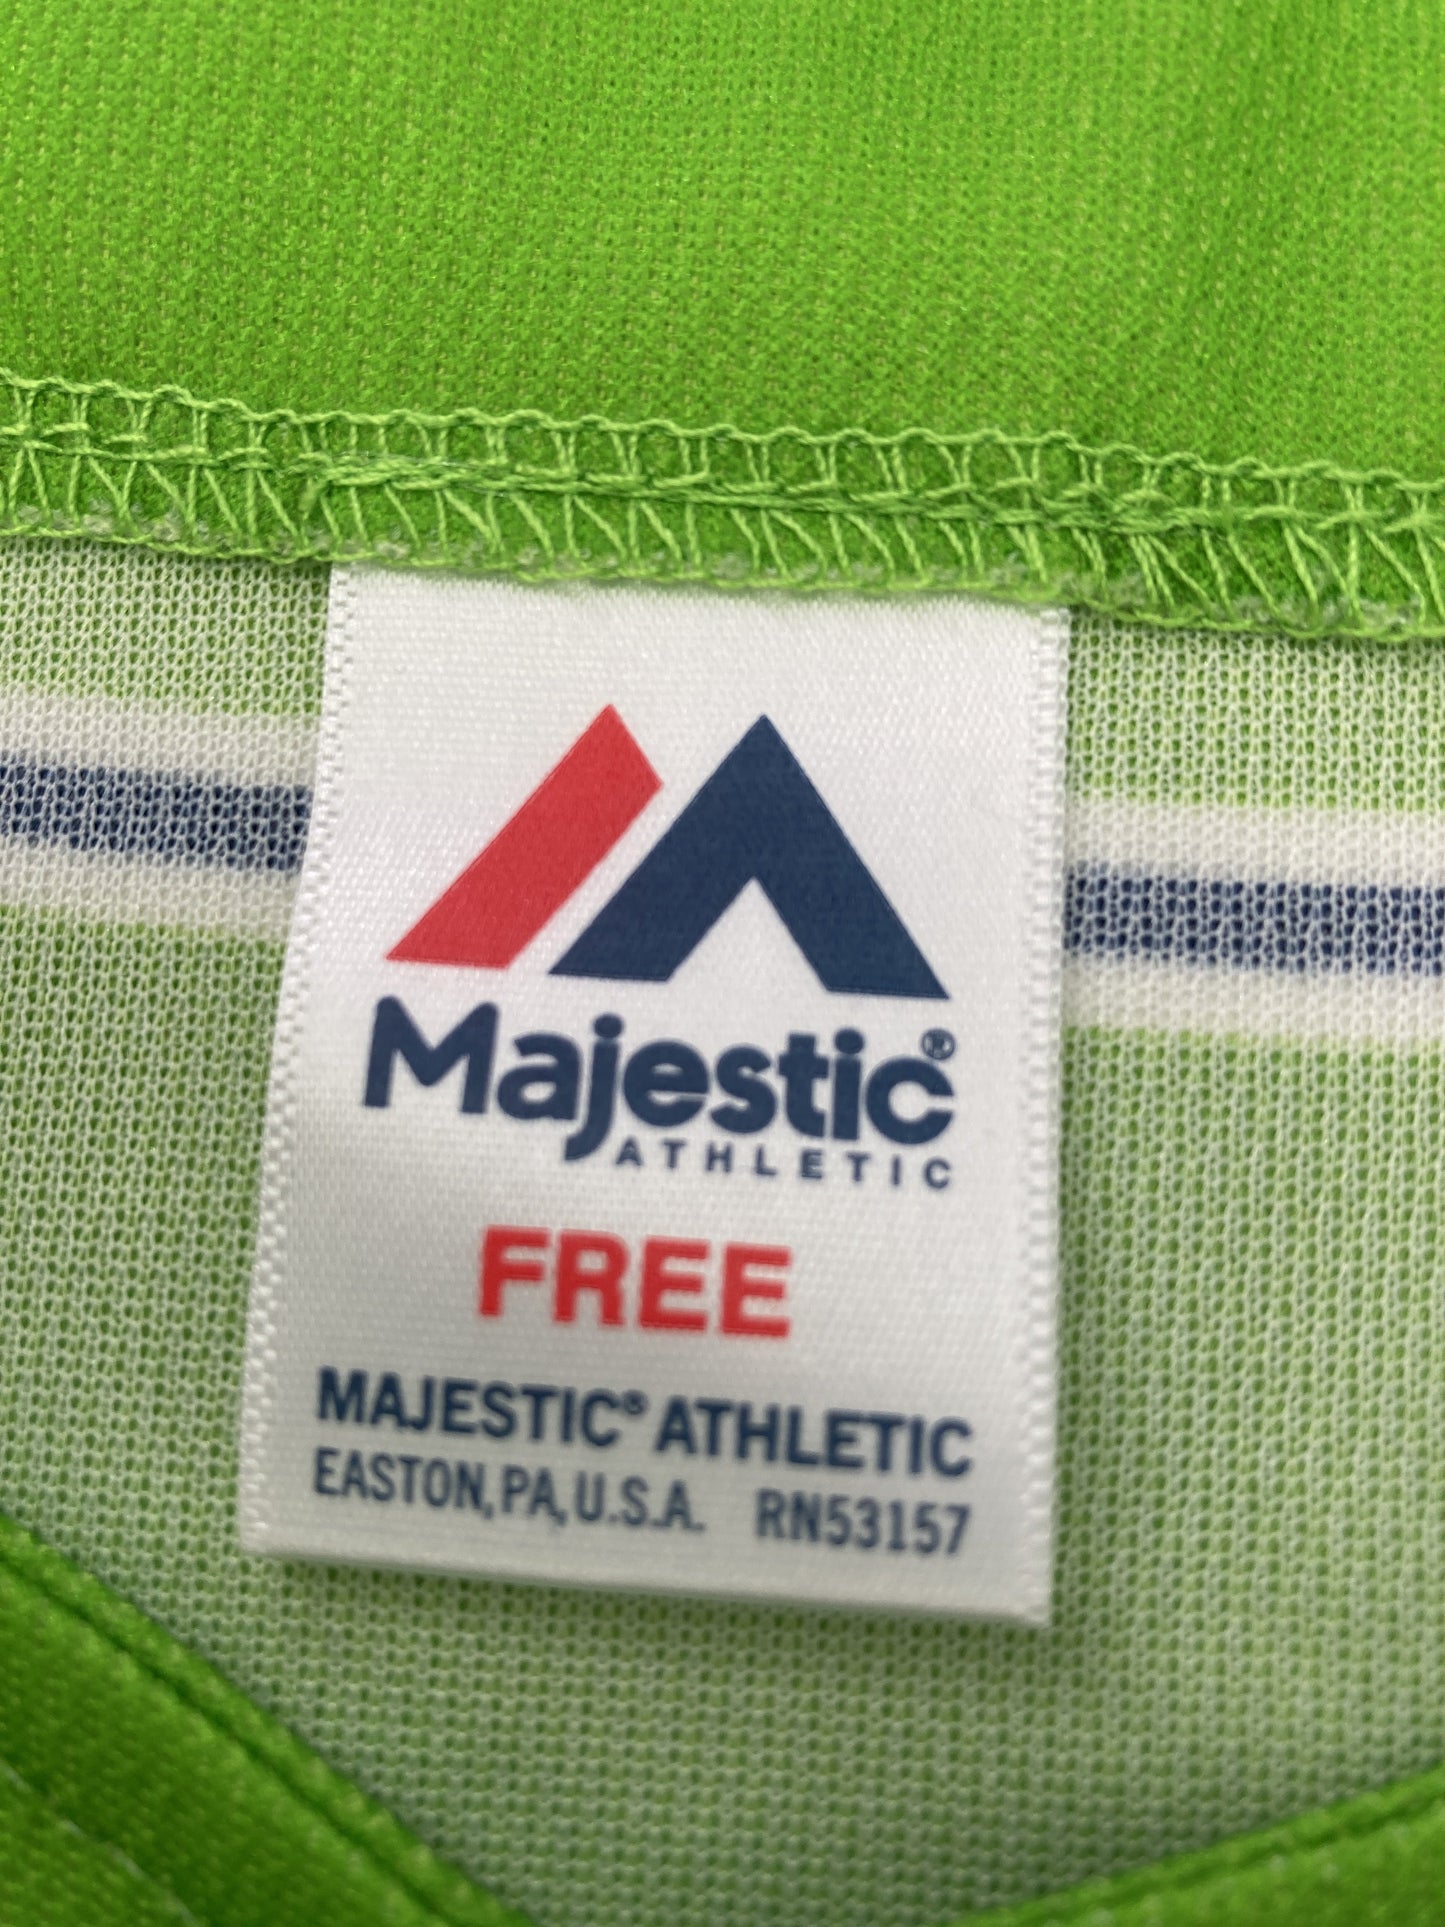 Majestic®
ATHLETIC
FREE
MAJESTIC® ATHLETIC
EASTON, PA, U.S.A. RN53157